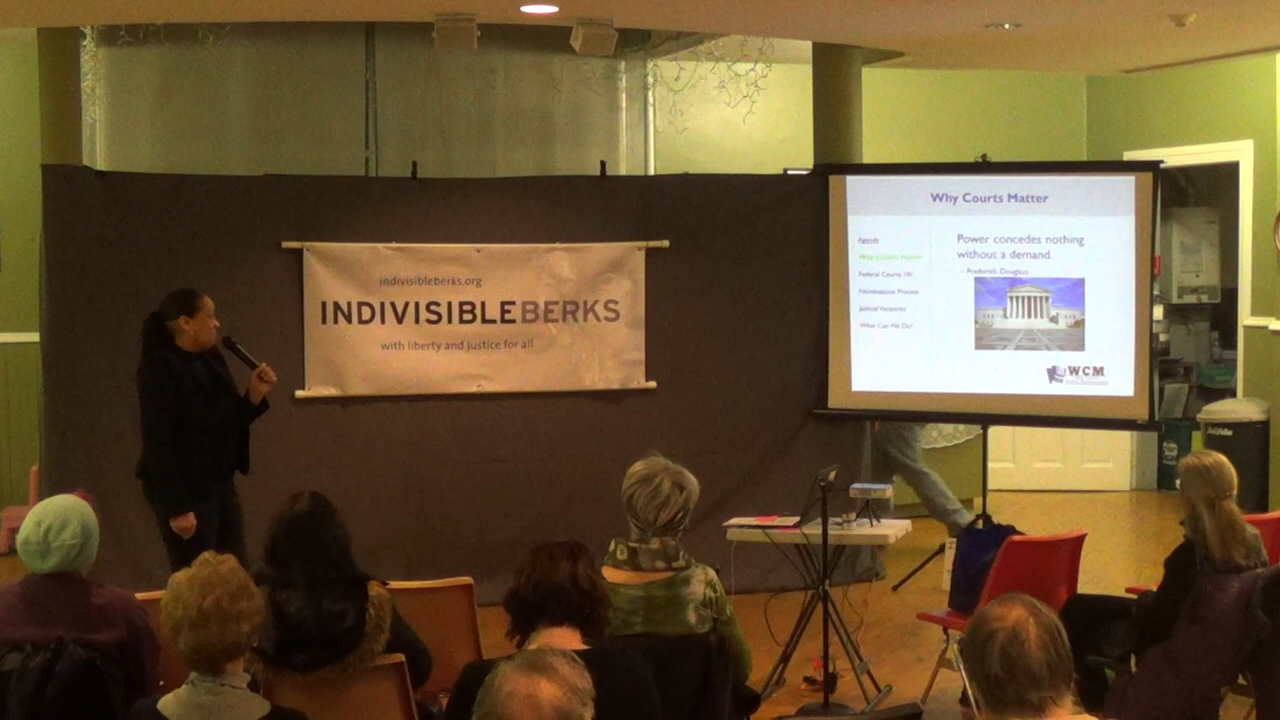 indivisibleberks.org
INDIVISIBLEBERKS
with liberty and justice for all
Why Courts Matter
Agenda
Why Courts Matter
Federal Courts 101
Nominations Process
Judicial Vacancies
What Can We Do?
Power concedes nothing
without a demand.
– Frederick Douglass
WCM